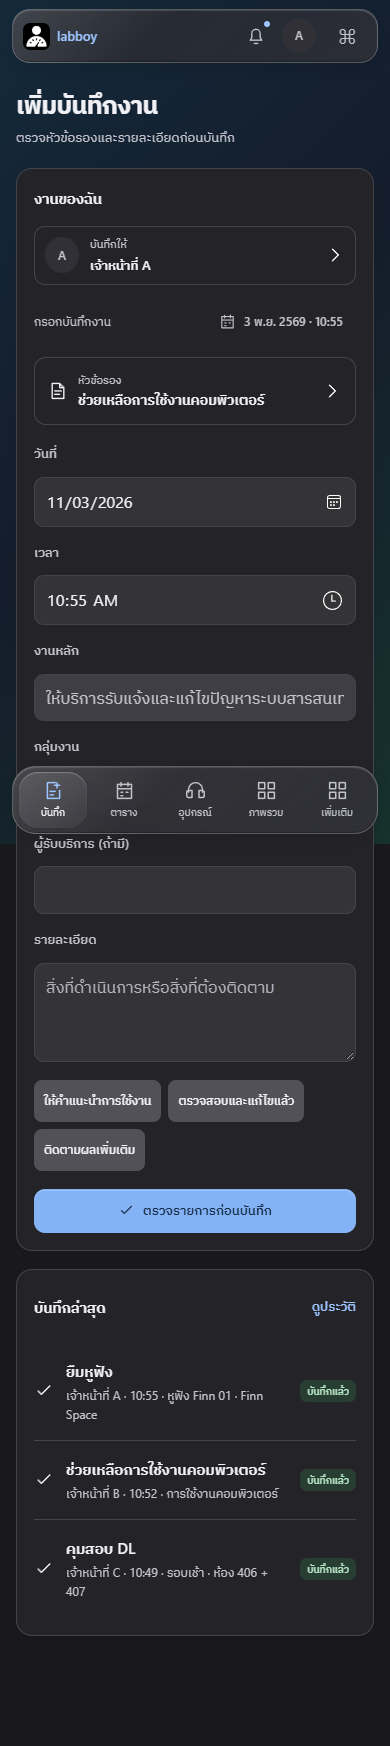 labboy
A
เพิ่มบันทึกงาน
ตรวจหัวข้อรองและรายละเอียดก่อนบันทึก
งานของฉัน
A
บันทึกให้
เจ้าหน้าที่ A
กรอกบันทึกงาน
3 พ.ย. 2569 · 10:55
หัวข้อรอง
ช่วยเหลือการใช้งานคอมพิวเตอร์
วันที่
11/03/2026
เวลา
10:55 AM
งานหลัก
ให้บริการรับแจ้งและแก้ไขปัญหาระบบสารสนเท
กลุ่มงาน
บันทึก
ตาราง
อุปกรณ์
ภาพรวม
เพิ่มเติม
ผู้รับบริการ (ถ้ามี)
รายละเอียด
สิ่งที่ดำเนินการหรือสิ่งที่ต้องติดตาม
ให้คำแนะนำการใช้งาน
ตรวจสอบและแก้ไขแล้ว
ติดตามผลเพิ่มเติม
ตรวจรายการก่อนบันทึก
บันทึกล่าสุด
ดูประวัติ
ยืมหูฟัง
เจ้าหน้าที่ A · 10:55 · หูฟัง Finn 01 · Finn
Space
บันทึกแล้ว
ช่วยเหลือการใช้งานคอมพิวเตอร์
เจ้าหน้าที่ B · 10:52 · การใช้งานคอมพิวเตอร์
บันทึกแล้ว
คุมสอบ DL
เจ้าหน้าที่ C · 10:49 · รอบเช้า · ห้อง 406 +
407
บันทึกแล้ว